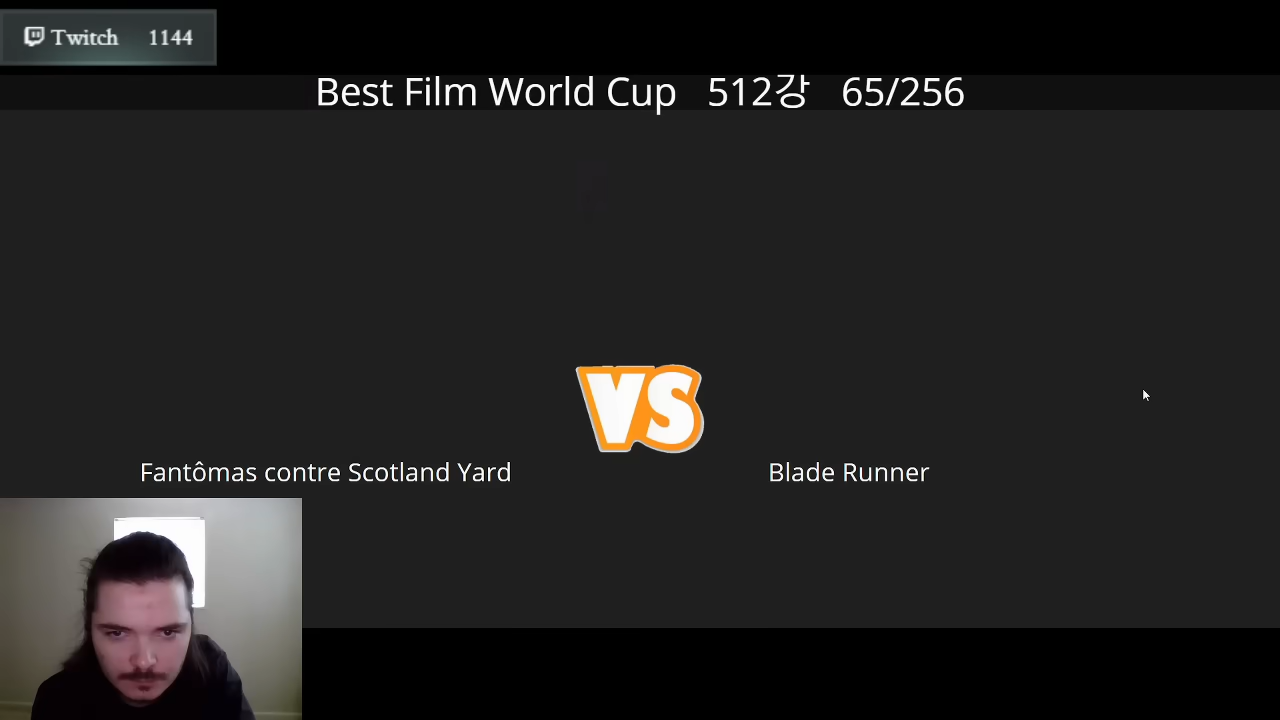 Twitch 1144
Best Film World Cup 512강 65/256
VS
Fantômas contre Scotland Yard
Blade Runner